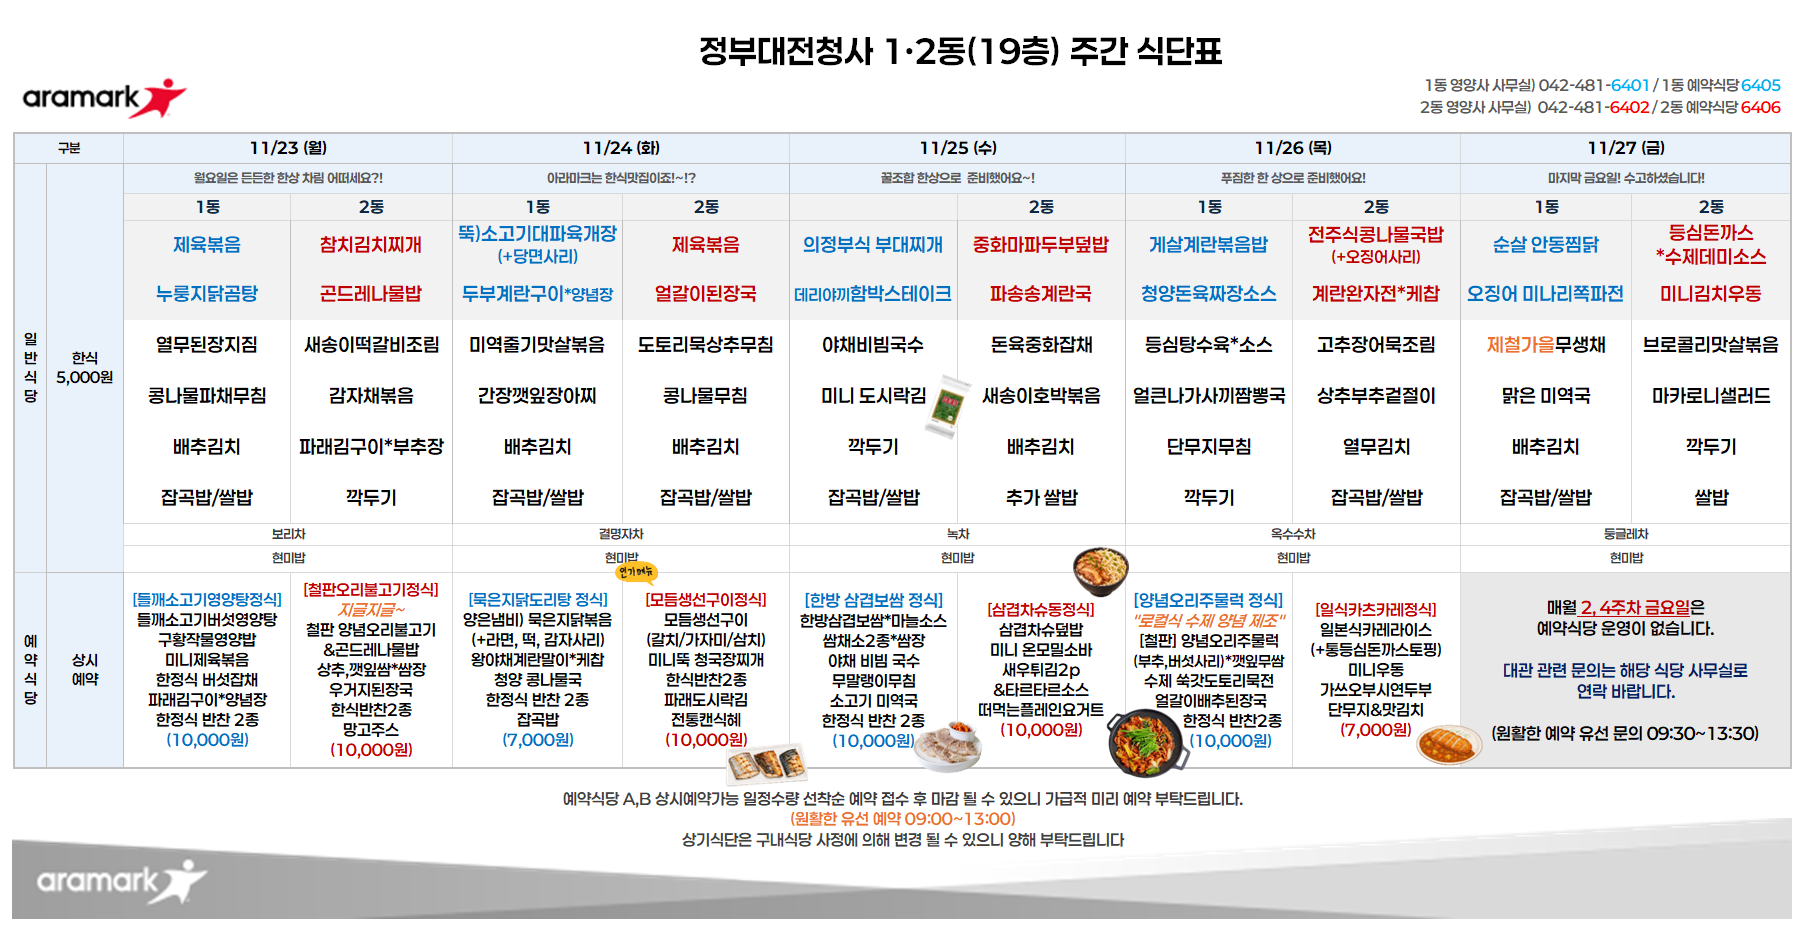 정부대전청사 1·2동(19층) 주간 식단표
aramark
1동 영양사 사무실) 042-481-6401 / 1동 예약식당 6405
2동 영양사 사무실) 042-481-6402 / 2동 예약식당 6406
구분 11/23 (월) 11/24 (화) 11/25 (수) 11/26 (목) 11/27 (금)
월요일은 든든한 한상 차림 어떠세요?! 아라마크는 한식맛집이죠!~!? 꿀조합 한상으로 준비했어요~! 푸짐한 한 상으로 준비했어요! 마지막 금요일! 수고하셨습니다!
1동 2동 1동 2동 2동 1동 2동 1동 2동
일반식당
한식
5,000원
제육볶음
누룽지닭곰탕
열무된장지짐
콩나물파채무침
배추김치
잡곡밥/쌀밥
참치김치찌개
곤드레나물밥
새송이떡갈비조림
감자채볶음
파래김구이*부추장
깍두기
뚝)소고기대파육개장
(+당면사리)
두부계란구이*양념장
미역줄기맛살볶음
간장깻잎장아찌
배추김치
잡곡밥/쌀밥
제육볶음
얼갈이된장국
도토리묵상추무침
콩나물무침
배추김치
잡곡밥/쌀밥
의정부식 부대찌개
데리야끼함박스테이크
야채비빔국수
미니 도시락김
깍두기
잡곡밥/쌀밥
중화마파두부덮밥
파송송계란국
돈육중화잡채
새송이호박볶음
배추김치
추가 쌀밥
게살계란볶음밥
청양돈육짜장소스
등심탕수육*소스
얼큰나가사끼짬뽕국
단무지무침
깍두기
전주식콩나물국밥
(+오징어사리)
계란완자전*케찹
고추장어묵조림
상추부추겉절이
열무김치
잡곡밥/쌀밥
순살 안동찜닭
오징어 미나리쪽파전
제철가을무생채
맑은 미역국
배추김치
잡곡밥/쌀밥
등심돈까스
*수제데미소스
미니김치우동
브로콜리맛살볶음
마카로니샐러드
깍두기
쌀밥
보리차 결명자차 녹차 옥수수차 둥글레차
현미밥 현미밥 현미밥 현미밥 현미밥
예약식당
상시
예약
[들깨소고기영양탕정식]
들깨소고기버섯영양탕
구황작물영양밥
미니제육볶음
한정식 버섯잡채
파래김구이*양념장
한정식 반찬 2종
(10,000원)
[철판오리불고기정식]
지글지글~
철판 양념오리불고기
&곤드레나물밥
상추,깻잎쌈*쌈장
우거지된장국
한식반찬2종
망고주스
(10,000원)
[묵은지닭도리탕 정식]
양은냄비) 묵은지닭볶음
(+라면, 떡, 감자사리)
왕야채계란말이*케찹
청양 콩나물국
한정식 반찬 2종
잡곡밥
(7,000원)
인기메뉴
[모듬생선구이정식]
모듬생선구이
(갈치/가자미/삼치)
미니뚝 청국장찌개
한식반찬2종
파래도시락김
전통캔식혜
(10,000원)
[한방 삼겹보쌈 정식]
한방삼겹보쌈*마늘소스
쌈채소2종*쌈장
야채 비빔 국수
무말랭이무침
소고기 미역국
한정식 반찬 2종
(10,000원)
[삼겹차슈동정식]
삼겹차슈덮밥
미니 온모밀소바
새우튀김2p
&타르타르소스
떠먹는플레인요거트
(10,000원)
[양념오리주물럭 정식]
"로컬식 수제 양념 제조"
[철판] 양념오리주물럭
(부추,버섯사리)*깻잎무쌈
수제 쑥갓도토리묵전
얼갈이배추된장국
한정식 반찬2종
(10,000원)
[일식카츠카레정식]
일본식카레라이스
(+통등심돈까스토핑)
미니우동
가쓰오부시연두부
단무지&맛김치
(7,000원)
매월 2, 4주차 금요일은
예약식당 운영이 없습니다.
대관 관련 문의는 해당 식당 사무실로
연락 바랍니다.
(원활한 예약 유선 문의 09:30~13:30)
예약식당 A,B 상시예약가능 일정수량 선착순 예약 접수 후 마감 될 수 있으니 가급적 미리 예약 부탁드립니다.
(원활한 유선 예약 09:00~13:00)
상기식단은 구내식당 사정에 의해 변경 될 수 있으니 양해 부탁드립니다
aramark